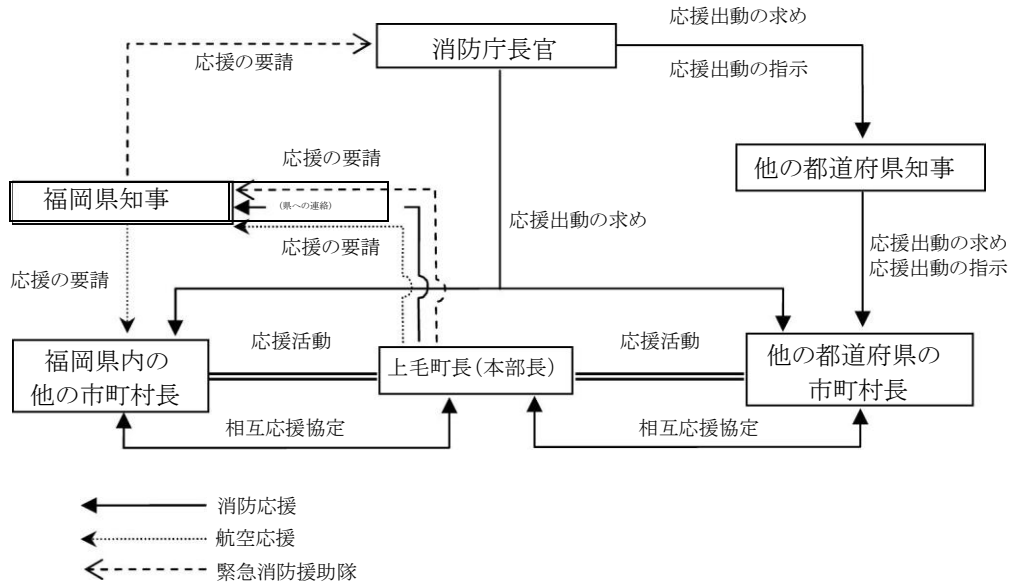 応援出動の求め
消防庁長官
応援の要請
応援出動の指示
応援の要請
他の都道府県知事
福岡県知事
(県への連絡)
応援出動の求め
応援の要請
応援出動の求め
応援出動の指示
応援の要請
応援活動
応援活動
福岡県内の
他の市町村長
上毛町長(本部長)
他の都道府県の
市町村長
相互応援協定
相互応援協定
消防応援
航空応援
緊急消防援助隊